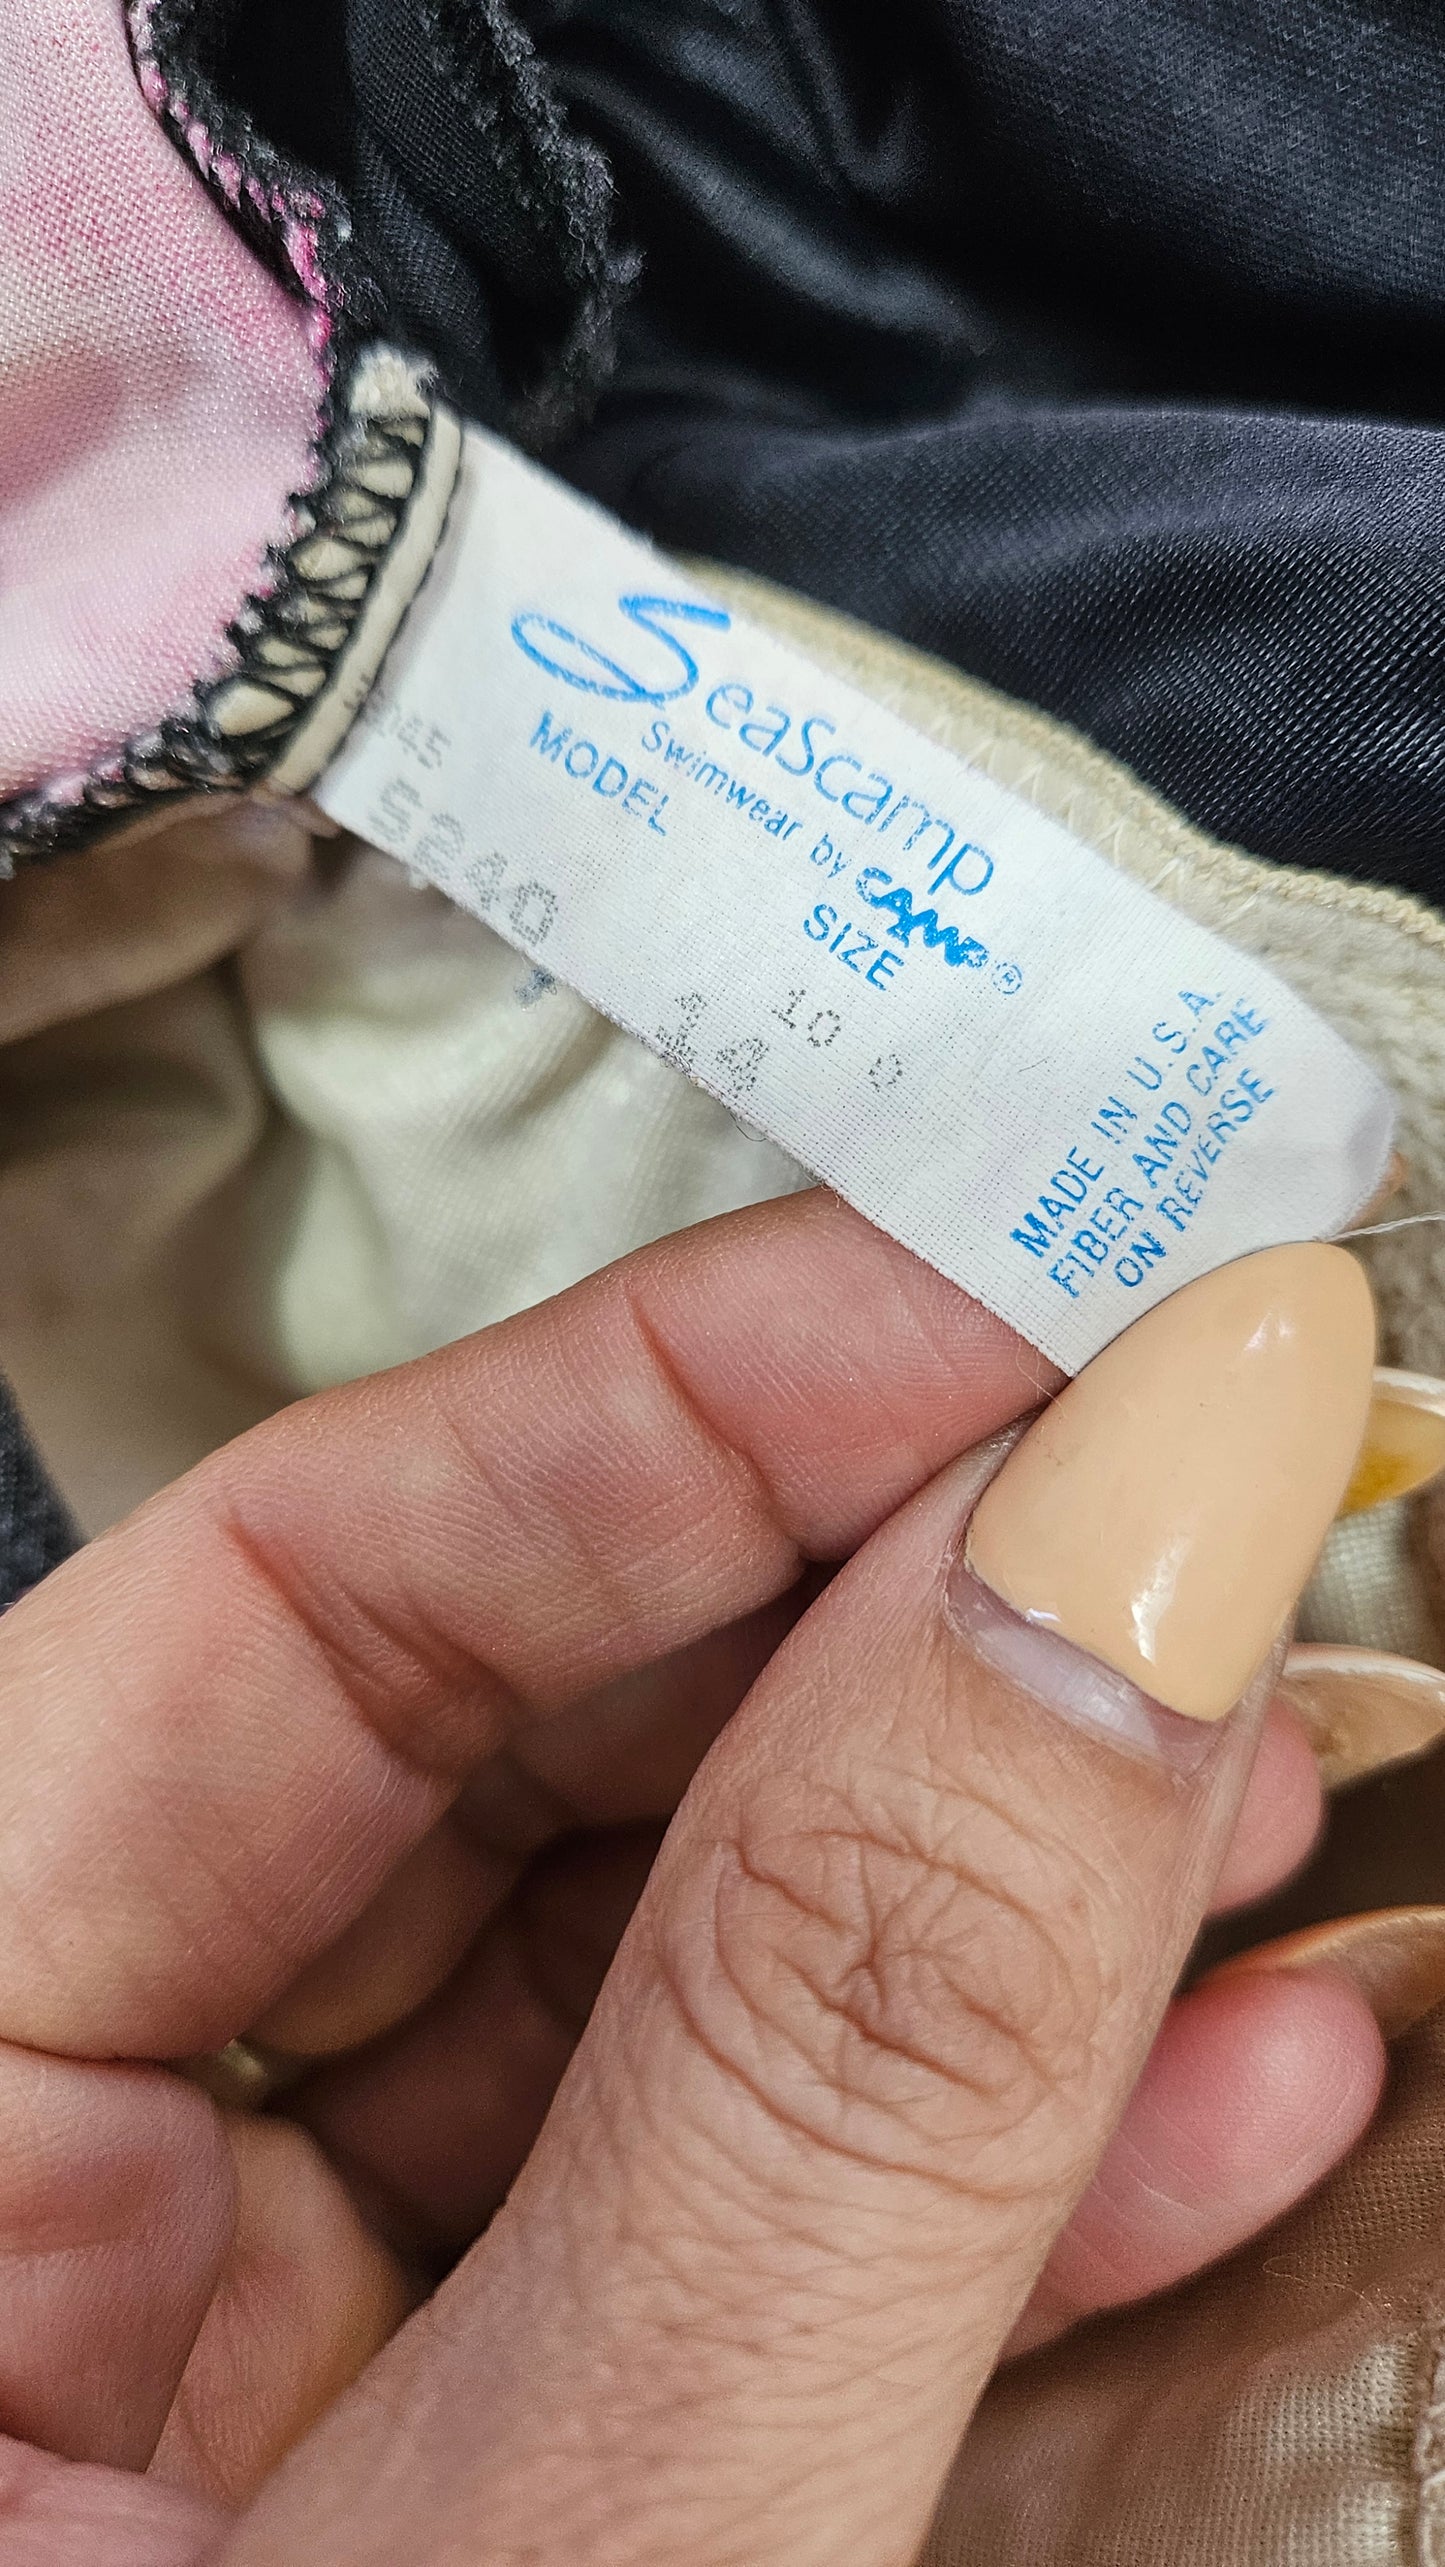 Seascamp
Swimwear by CAMP®
MODEL SIZE
5240
10 D
14
MADE IN U.S.A.
FIBER AND CARE
ON REVERSE